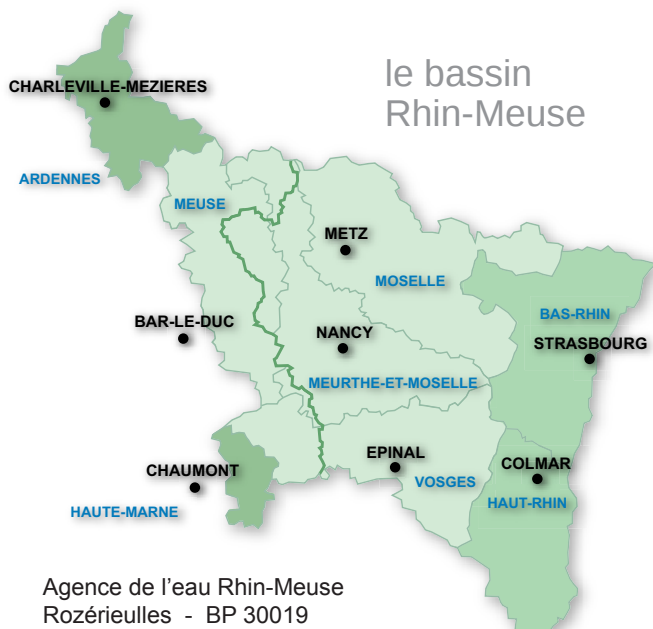 le bassin
Rhin-Meuse
CHARLEVILLE-MEZIERES
ARDENNES
MEUSE
METZ
MOSELLE
BAR-LE-DUC
NANCY
BAS-RHIN
STRASBOURG
MEURTHE-ET-MOSELLE
EPINAL
CHAUMONT
VOSGES
COLMAR
HAUTE-MARNE
HAUT-RHIN
Agence de l’eau Rhin-Meuse
Rozérieulles - BP 30019